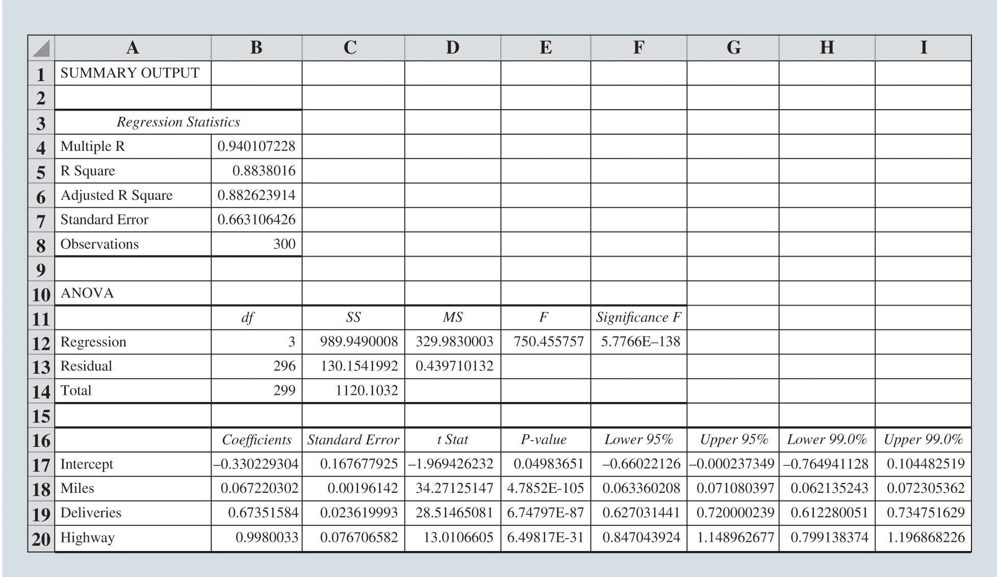 A B C D E F G H I
1 SUMMARY OUTPUT
2
3 Regression Statistics
4 Multiple R 0.940107228
5 R Square 0.8838016
6 Adjusted R Square 0.882623914
7 Standard Error 0.663106426
8 Observations 300
9
10 ANOVA
11 df SS MS F Significance F
12 Regression 3 989.9490008 329.9830003 750.455757 5.7766E–138
13 Residual 296 130.1541992 0.439710132
14 Total 299 1120.1032
15
16 Coefficients Standard Error t Stat P-value Lower 95% Upper 95% Lower 99.0% Upper 99.0%
17 Intercept –0.330229304 0.167677925 –1.969426232 0.04983651 –0.66022126 –0.000237349 –0.764941128 0.104482519
18 Miles 0.067220302 0.00196142 34.27125147 4.7852E-105 0.063360208 0.071080397 0.062135243 0.072305362
19 Deliveries 0.67351584 0.023619993 28.51465081 6.74797E-87 0.627031441 0.720000239 0.612280051 0.734751629
20 Highway 0.9980033 0.076706582 13.0106605 6.49817E-31 0.847043924 1.148962677 0.799138374 1.196868226